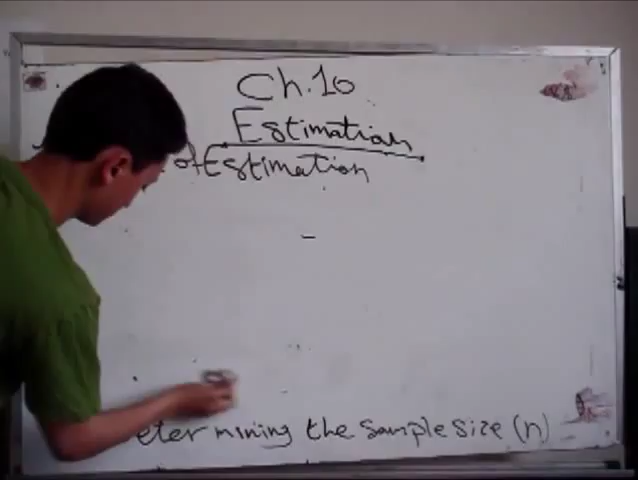 Ch.10
Estimation
of Estimation
etermining the sample size (n)